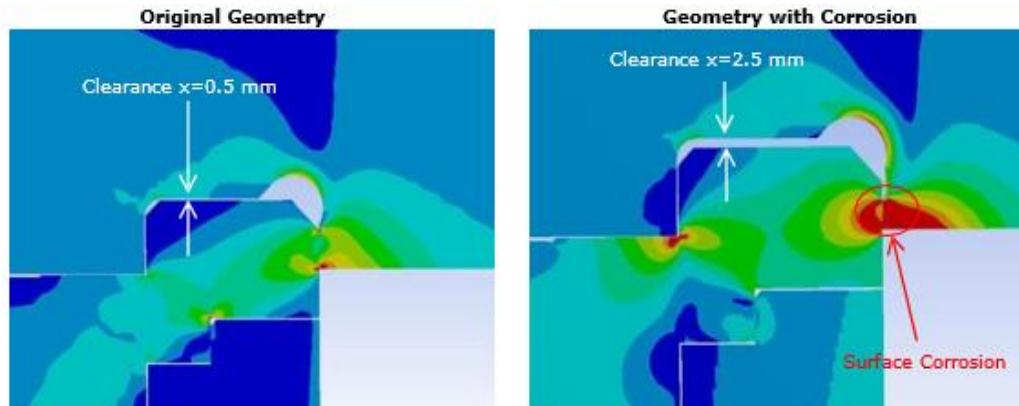 Original Geometry
Geometry with Corrosion
Clearance x=0.5 mm
Clearance x=2.5 mm
Surface Corrosion